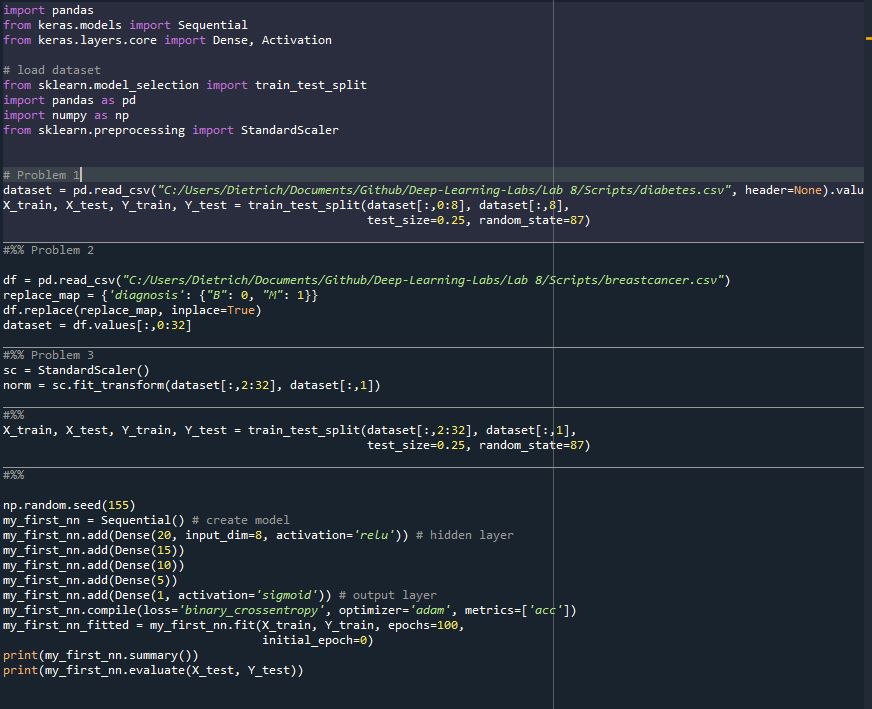 import pandas
from keras.models import Sequential
from keras.layers.core import Dense, Activation
# load dataset
from sklearn.model_selection import train_test_split
import pandas as pd
import numpy as np
from sklearn.preprocessing import StandardScaler
# Problem 1
dataset = pd.read_csv("C:/Users/Dietrich/Documents/Github/Deep-Learning-Labs/Lab 8/Scripts/diabetes.csv", header=None).valu
X_train, X_test, Y_train, Y_test = train_test_split(dataset[:,0:8], dataset[:,8],
test_size=0.25, random_state=87)
#%% Problem 2
df = pd.read_csv("C:/Users/Dietrich/Documents/Github/Deep-Learning-Labs/Lab 8/Scripts/breastcancer.csv")
replace_map = {'diagnosis': {"B": 0, "M": 1}}
df.replace(replace_map, inplace=True)
dataset = df.values[:,0:32]
#%% Problem 3
sc = StandardScaler()
norm = sc.fit_transform(dataset[:,2:32], dataset[:,1])
#%%
X_train, X_test, Y_train, Y_test = train_test_split(dataset[:,2:32], dataset[:,1],
test_size=0.25, random_state=87)
#%%
np.random.seed(155)
my_first_nn = Sequential() # create model
my_first_nn.add(Dense(20, input_dim=8, activation='relu')) # hidden layer
my_first_nn.add(Dense(15))
my_first_nn.add(Dense(10))
my_first_nn.add(Dense(5))
my_first_nn.add(Dense(1, activation='sigmoid')) # output layer
my_first_nn.compile(loss='binary_crossentropy', optimizer='adam', metrics=['acc'])
my_first_nn_fitted = my_first_nn.fit(X_train, Y_train, epochs=100,
initial_epoch=0)
print(my_first_nn.summary())
print(my_first_nn.evaluate(X_test, Y_test))